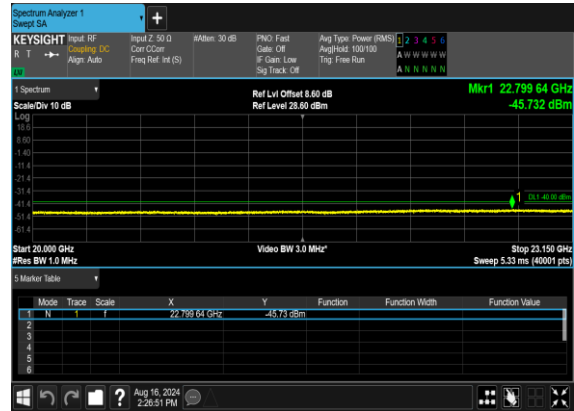 Spectrum Analyzer 1
Swept SA
+
KEYSIGHT Input: RF Input Z: 50 Ω #Atten: 30 dB PNO: Fast Avg Type: Power (RMS) 1 2 3 4 5 6
R T Coupling: DC Corr CCorr Gate: Off Avg|Hold: 100/100 A W W W W W
Align: Auto Freq Ref: Int (S) IF Gain: Low Trig: Free Run
LW Sig Track: Off A N N N N N
1 Spectrum Ref Lvl Offset 8.60 dB Mkr1 22.799 64 GHz
Scale/Div 10 dB Ref Level 28.60 dBm -45.732 dBm
Log
18.6
8.60
-1.40
-11.4
-21.4
-31.4
1 DL1 -40.00 dBm
-41.4
-51.4
-61.4
Start 20.000 GHz Video BW 3.0 MHz* Stop 23.150 GHz
#Res BW 1.0 MHz Sweep 5.33 ms (40001 pts)
5 Marker Table
Mode Trace Scale X Y Function Function Width Function Value
1 N 1 f 22.799 64 GHz -45.73 dBm
2
3
4
5
6
? Aug 16, 2024
2:26:51 PM